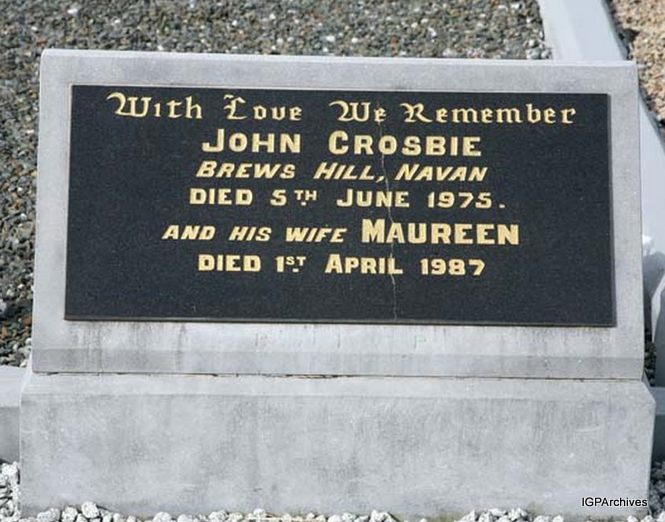 With Love We Remember
JOHN CROSBIE
BREWS HILL, NAVAN
DIED 5TH JUNE 1975.
AND HIS WIFE MAUREEN
DIED 1ST APRIL 1987
IGPArchives